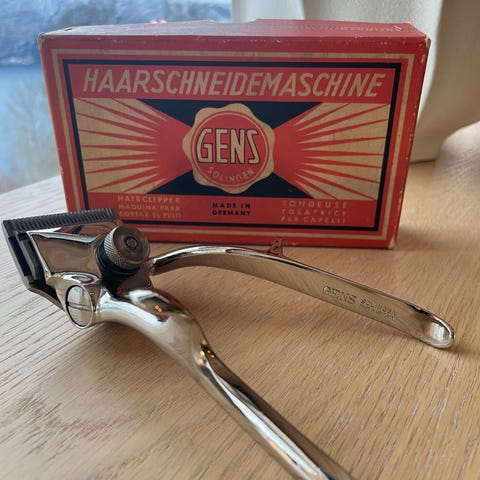 HAARSCHNEIDEMASCHINE
GENS
SOLINGEN
HAIRCLIPPER
MAQUINA PARA
CORTAR EL PELO
MADE IN
GERMANY
TONDEUSE
TOSATRICE
PER CAPELLI
GENS